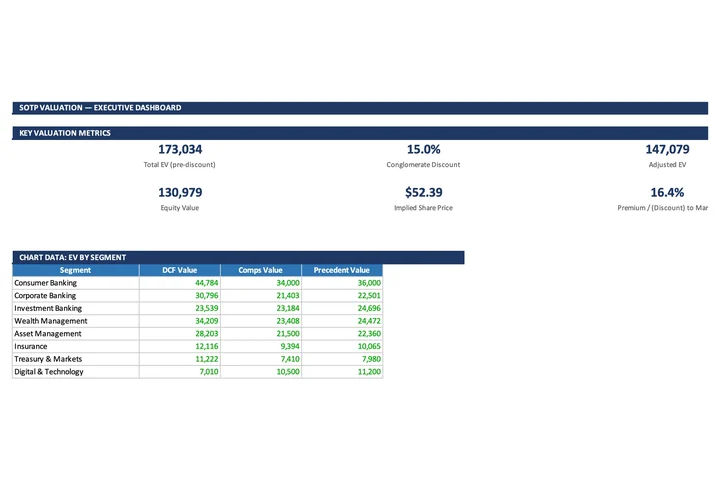 SOTP VALUATION — EXECUTIVE DASHBOARD
KEY VALUATION METRICS
173,034 15.0% 147,079
Total EV (pre-discount) Conglomerate Discount Adjusted EV
130,979 $52.39 16.4%
Equity Value Implied Share Price Premium / (Discount) to Mar
CHART DATA: EV BY SEGMENT
Segment DCF Value Comps Value Precedent Value
Consumer Banking 44,784 34,000 36,000
Corporate Banking 30,796 21,403 22,501
Investment Banking 23,539 23,184 24,696
Wealth Management 34,209 23,408 24,472
Asset Management 28,203 21,500 22,360
Insurance 12,116 9,394 10,065
Treasury & Markets 11,222 7,410 7,980
Digital & Technology 7,010 10,500 11,200